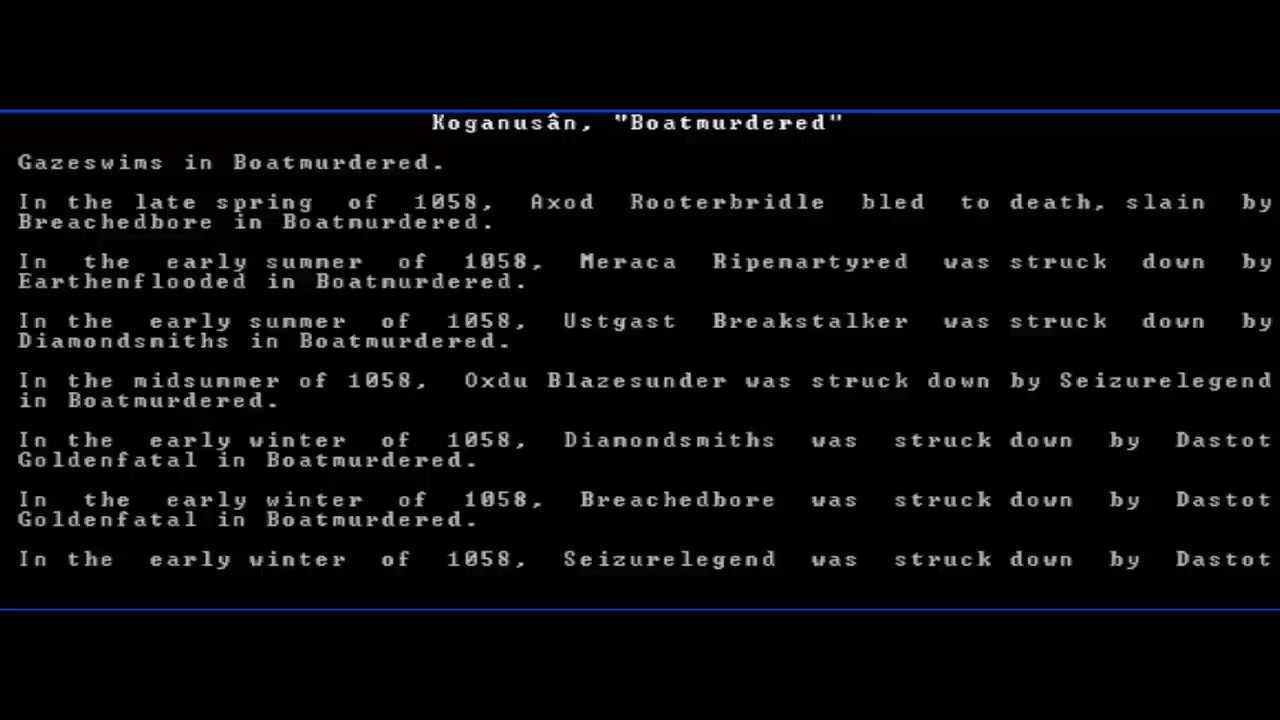 Koganusân, "Boatmurdered"
Gazeswims in Boatmurdered.
In the late spring of 1058, Axod Rooterbridle bled to death, slain by
Breachedbore in Boatmurdered.
In the early summer of 1058, Meraca Ripemartyred was struck down by
Earthenflooded in Boatmurdered.
In the early summer of 1058, Ustgast Breakstalker was struck down by
Diamondsmiths in Boatmurdered.
In the midsummer of 1058, Oxdu Blazesunder was struck down by Seizurelegend
in Boatmurdered.
In the early winter of 1058, Diamondsmiths was struck down by Dastot
Goldenfatal in Boatmurdered.
In the early winter of 1058, Breachedbore was struck down by Dastot
Goldenfatal in Boatmurdered.
In the early winter of 1058, Seizurelegend was struck down by Dastot